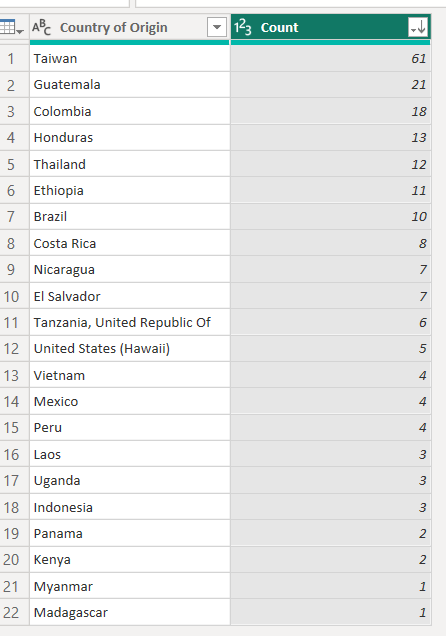 ABC Country of Origin 123 Count
1 Taiwan 61
2 Guatemala 21
3 Colombia 18
4 Honduras 13
5 Thailand 12
6 Ethiopia 11
7 Brazil 10
8 Costa Rica 8
9 Nicaragua 7
10 El Salvador 7
11 Tanzania, United Republic Of 6
12 United States (Hawaii) 5
13 Vietnam 4
14 Mexico 4
15 Peru 4
16 Laos 3
17 Uganda 3
18 Indonesia 3
19 Panama 2
20 Kenya 2
21 Myanmar 1
22 Madagascar 1